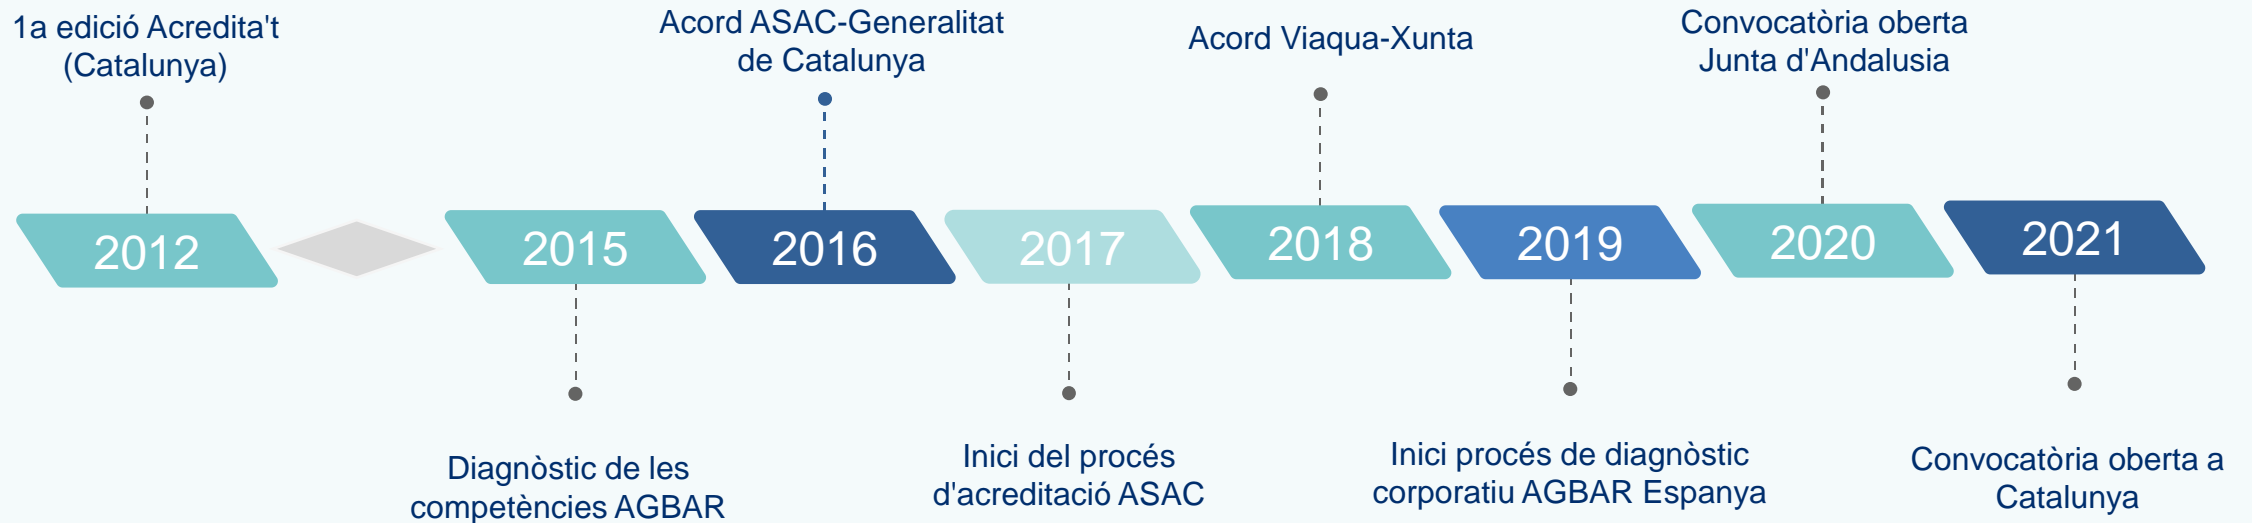 1a edició Acredita't
(Catalunya)
Acord ASAC-Generalitat
de Catalunya
Acord Viaqua-Xunta
Convocatòria oberta
Junta d'Andalusia
2012
2015
2016
2017
2018
2019
2020
2021
Diagnòstic de les
competències AGBAR
Inici del procés
d'acreditació ASAC
Inici procés de diagnòstic
corporatiu AGBAR Espanya
Convocatòria oberta a
Catalunya